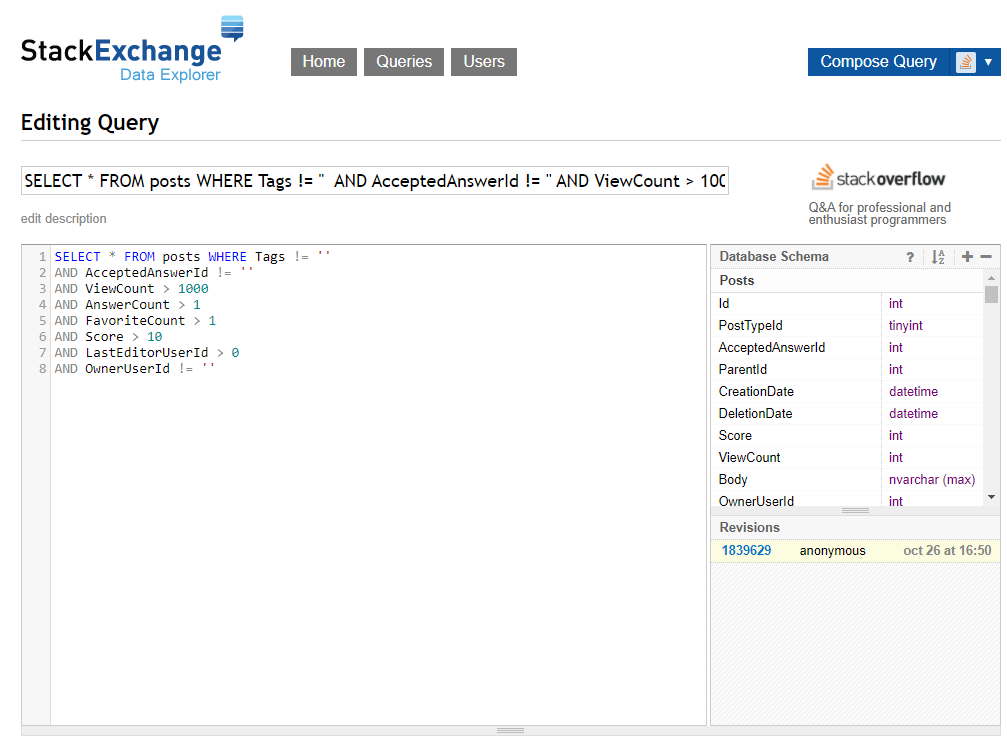 StackExchange
Data Explorer
Home Queries Users Compose Query
Editing Query
SELECT * FROM posts WHERE Tags != '' AND AcceptedAnswerId != '' AND ViewCount > 100
stackoverflow
Q&A for professional and
enthusiast programmers
edit description
1 SELECT * FROM posts WHERE Tags != ''
2 AND AcceptedAnswerId != ''
3 AND ViewCount > 1000
4 AND AnswerCount > 1
5 AND FavoriteCount > 1
6 AND Score > 10
7 AND LastEditorUserId > 0
8 AND OwnerUserId != ''
Database Schema ?
Posts
Id int
PostTypeId tinyint
AcceptedAnswerId int
ParentId int
CreationDate datetime
DeletionDate datetime
Score int
ViewCount int
Body nvarchar (max)
OwnerUserId int
Revisions
1839629 anonymous oct 26 at 16:50